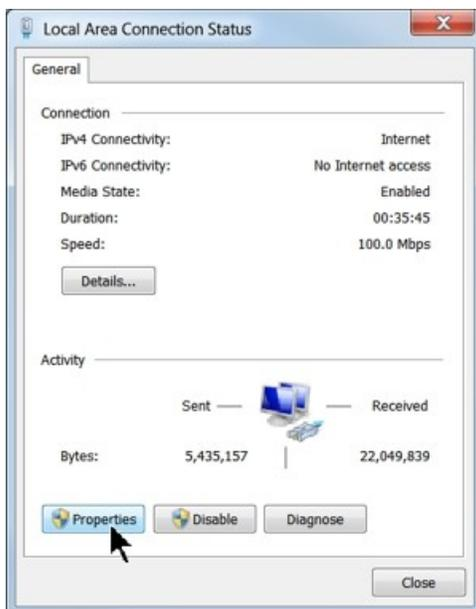 Local Area Connection Status
General
Connection
IPv4 Connectivity: Internet
IPv6 Connectivity: No Internet access
Media State: Enabled
Duration: 00:35:45
Speed: 100.0 Mbps
Details...
Activity
Sent Received
Bytes: 5,435,157 22,049,839
Properties Disable Diagnose
Close